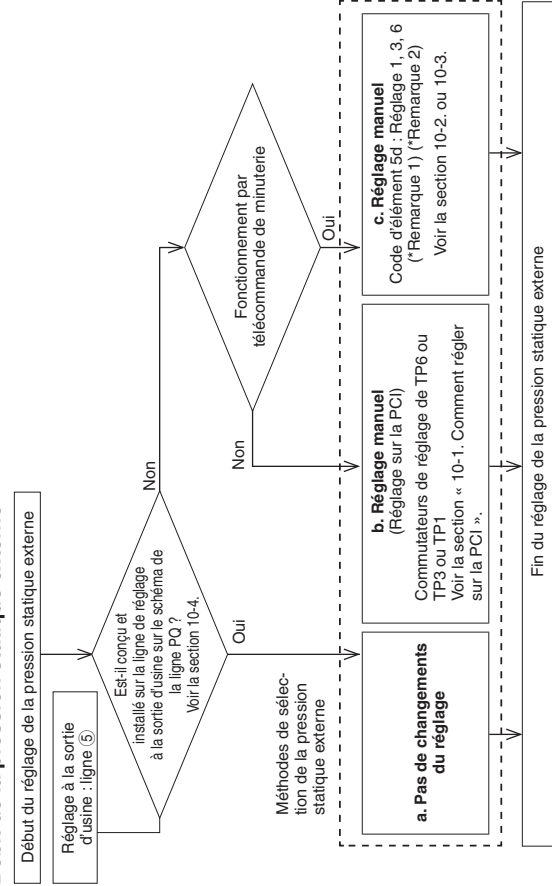 Début du réglage de la pression statique externe
Réglage à la sortie
d'usine : ligne ⑤
Est-il conçu et
installé sur la ligne de réglage
à la sortie d'usine sur le schéma de
la ligne PQ ?
Voir la section 10-4.
Non
Oui
Fonctionnement par
télécommande de minuterie
Non
Oui
Méthodes de sélec-
tion de la pression
statique externe
a. Pas de changements
du réglage
b. Réglage manuel
(Réglage sur la PCI)
Commutateurs de réglage de TP6 ou
TP3 ou TP1
Voir la section « 10-1. Comment régler
sur la PCI ».
c. Réglage manuel
Code d'élément 5d : Réglage 1, 3, 6
(*Remarque 1) (*Remarque 2)
Voir la section 10-2. ou 10-3.
Fin du réglage de la pression statique externe